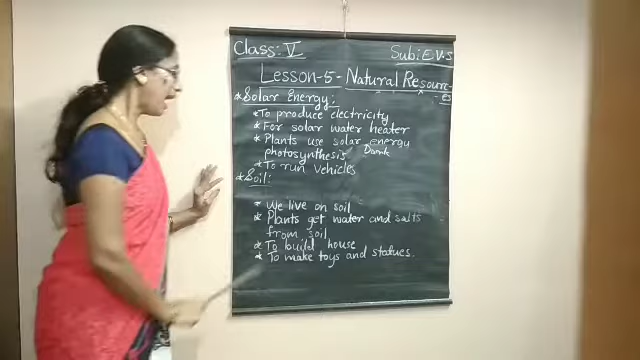 Class: V
Sub: E.V.S
Lesson-5- Natural Resourc-
es
* Solar Energy:
* To produce electricity
* For solar water heater
* Plants use solar energy
photosynthesis
* To run vehicles
* Soil:
* We live on soil
* Plants get water and salts
from soil
* To build house
* To make toys and statues.